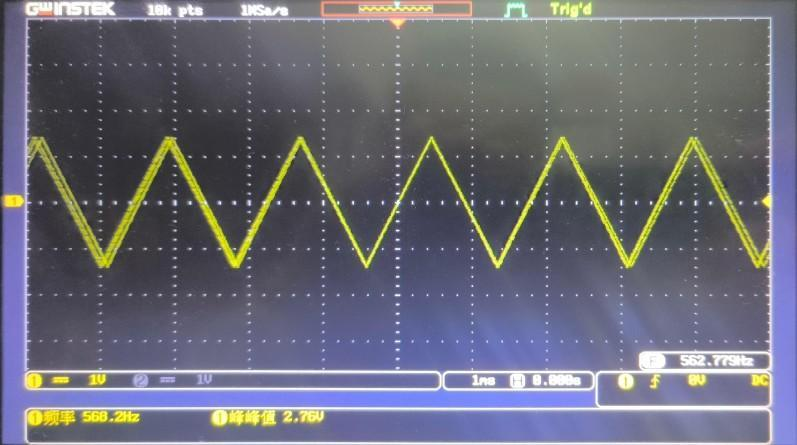 GWINSTEK 10k pts 1MSa/s Trig'd
1
F 562.779Hz
1 1V 2 1V 1ms H 0.000s 1 0V DC
1频率 568.2Hz 1峰峰值 2.76V